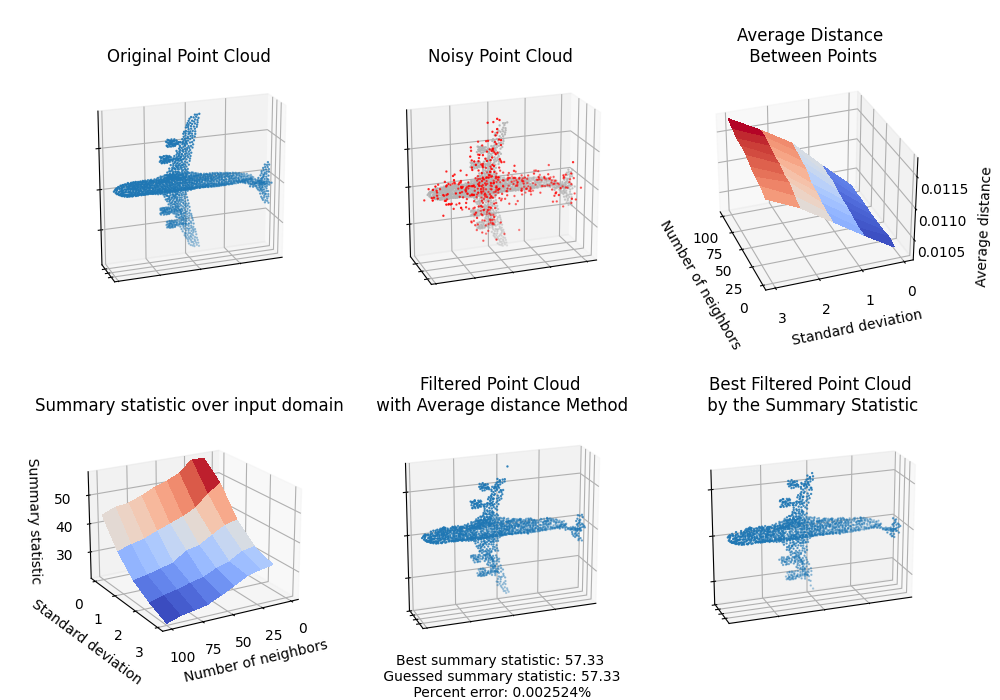 Original Point Cloud
Noisy Point Cloud
Average Distance
Between Points
0.0115
0.0110
0.0105
Average distance
100
75
50
25
0
Number of neighbors
3
2
1
0
Standard deviation
Summary statistic over input domain
50
40
30
Summary statistic
0
1
2
3
Standard deviation
100
75
50
25
0
Number of neighbors
Filtered Point Cloud
with Average distance Method
Best summary statistic: 57.33
Guessed summary statistic: 57.33
Percent error: 0.002524%
Best Filtered Point Cloud
by the Summary Statistic